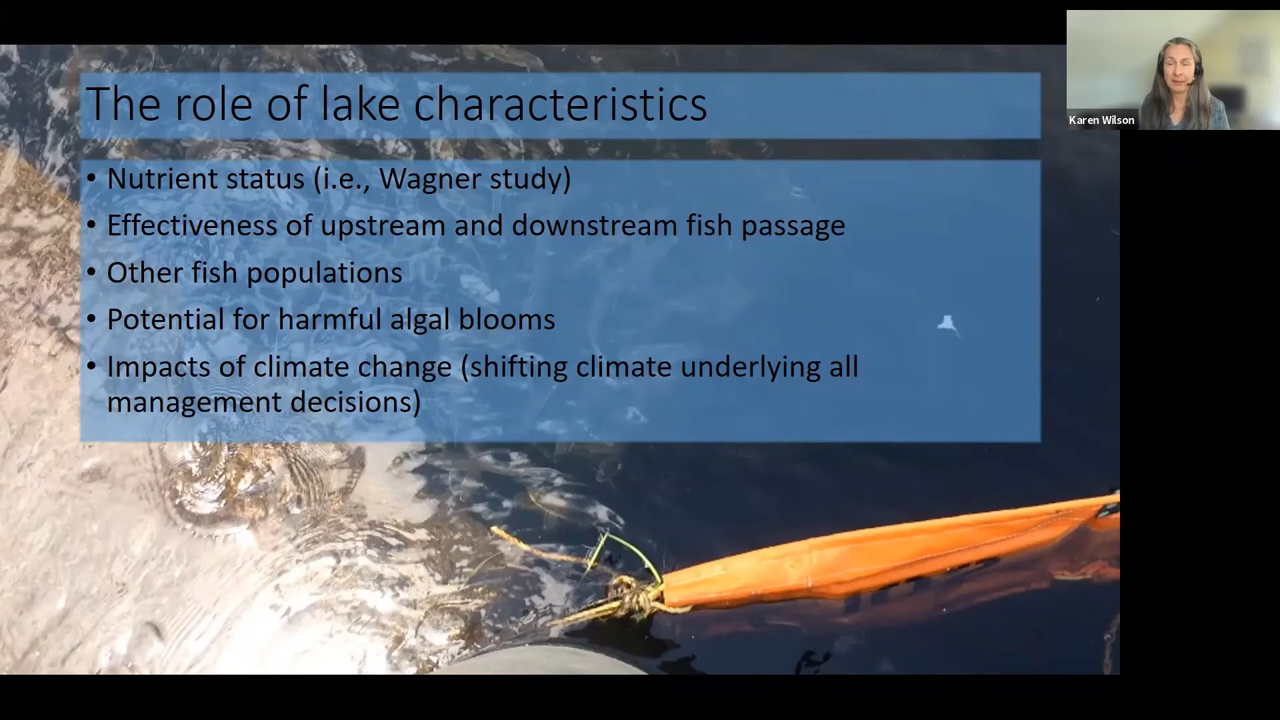 The role of lake characteristics
• Nutrient status (i.e., Wagner study)
• Effectiveness of upstream and downstream fish passage
• Other fish populations
• Potential for harmful algal blooms
• Impacts of climate change (shifting climate underlying all
management decisions)
Karen Wilson